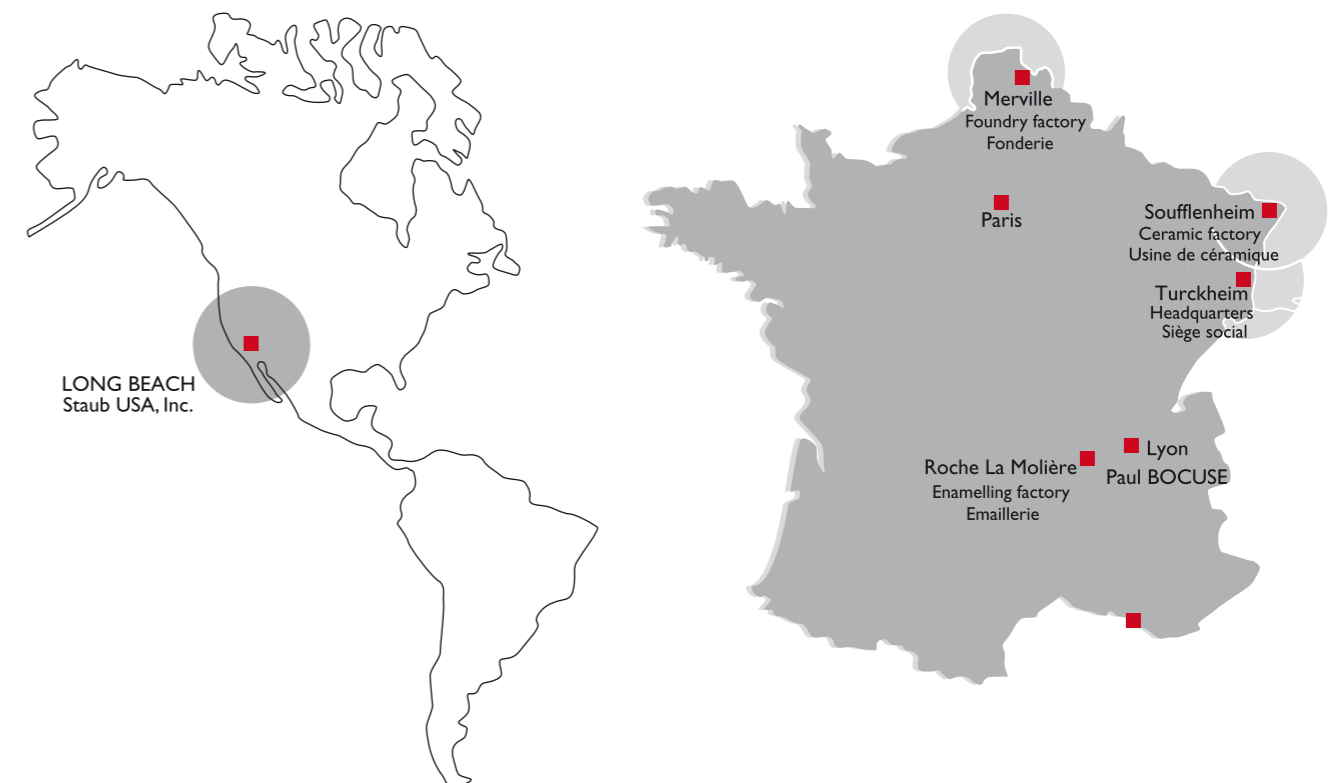 LONG BEACH
Staub USA, Inc.
Merville
Foundry factory
Fonderie
Paris
Soufflenheim
Ceramic factory
Usine de céramique
Turckheim
Headquarters
Siège social
Lyon
Paul BOCUSE
Roche La Molière
Enamelling factory
Emaillerie